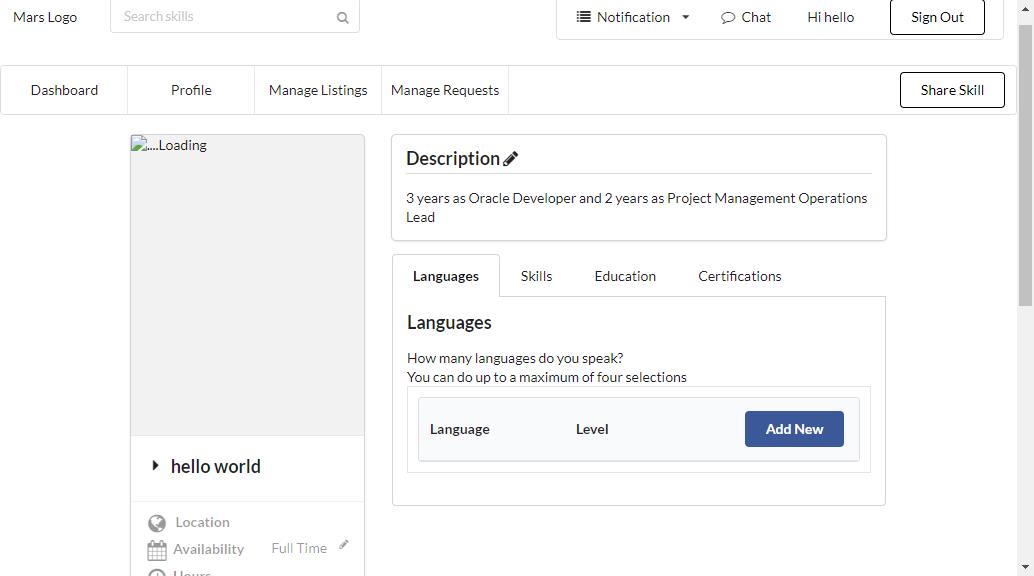 Mars Logo
Search skills
Notification
Chat
Hi hello
Sign Out
Dashboard
Profile
Manage Listings
Manage Requests
Share Skill
....Loading
Description
3 years as Oracle Developer and 2 years as Project Management Operations
Lead
Languages
Skills
Education
Certifications
Languages
How many languages do you speak?
You can do up to a maximum of four selections
Language
Level
Add New
hello world
Location
Availability
Full Time
Hours